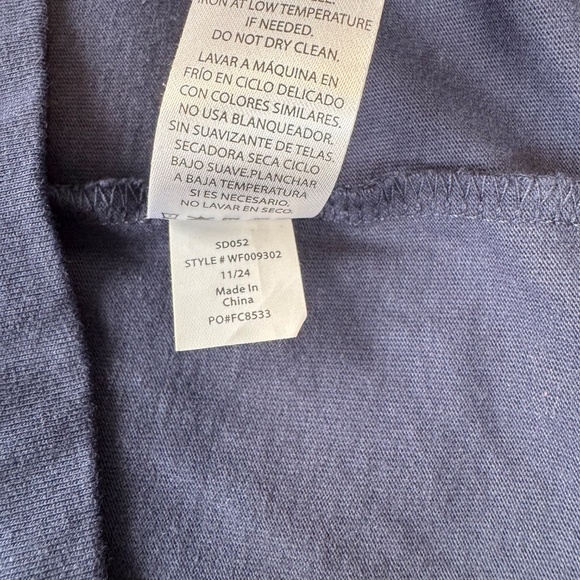 IRON AT LOW TEMPERATURE
IF NEEDED.
DO NOT DRY CLEAN.
LAVAR A MÁQUINA EN
FRÍO EN CICLO DELICADO
CON COLORES SIMILARES
NO USA BLANQUEADOR.
SIN SUAVIZANTE DE TELAS.
SECADORA SECA CICLO
BAJO SUAVE.PLANCHAR
A BAJA TEMPERATURA
SI ES NECESARIO.
NO LAVAR EN SECO.
SD052
STYLE # WF009302
11/24
Made In
China
PO#FC8533